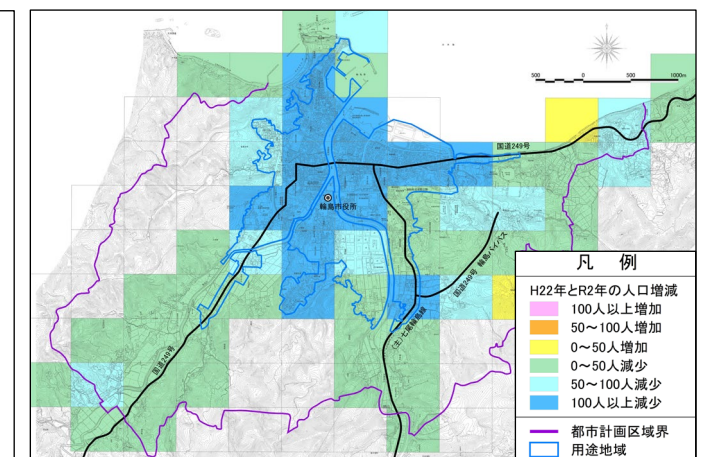 500
0
500
1000m
国道249号
輪島市役所
国道249号 輪島バイパス
(主)七尾輪島線
国道249号
凡 例
H22年とR2年の人口増減
100人以上増加
50～100人増加
0～50人増加
0～50人減少
50～100人減少
100人以上減少
都市計画区域界
用途地域